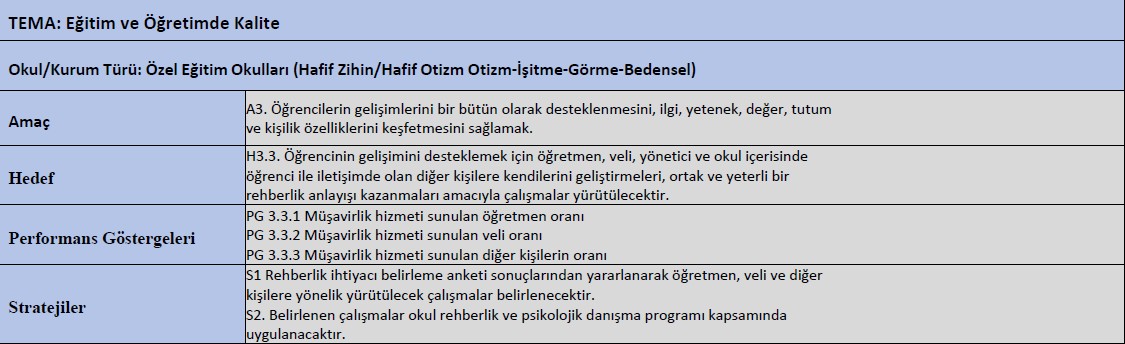 TEMA: Eğitim ve Öğretimde Kalite
Okul/Kurum Türü: Özel Eğitim Okulları (Hafif Zihin/Hafif Otizm Otizm-İşitme-Görme-Bedensel)
Amaç
A3. Öğrencilerin gelişimlerini bir bütün olarak desteklenmesini, ilgi, yetenek, değer, tutum
ve kişilik özelliklerini keşfetmesini sağlamak.
Hedef
H3.3. Öğrencinin gelişimini desteklemek için öğretmen, veli, yönetici ve okul içerisinde
öğrenci ile iletişimde olan diğer kişilere kendilerini geliştirmeleri, ortak ve yeterli bir
rehberlik anlayışı kazanmaları amacıyla çalışmalar yürütülecektir.
Performans Göstergeleri
PG 3.3.1 Müşavirlik hizmeti sunulan öğretmen oranı
PG 3.3.2 Müşavirlik hizmeti sunulan veli oranı
PG 3.3.3 Müşavirlik hizmeti sunulan diğer kişilerin oranı
Stratejiler
S1 Rehberlik ihtiyacı belirleme anketi sonuçlarından yararlanarak öğretmen, veli ve diğer
kişilere yönelik yürütülecek çalışmalar belirlenecektir.
S2. Belirlenen çalışmalar okul rehberlik ve psikolojik danışma programı kapsamında
uygulanacaktır.